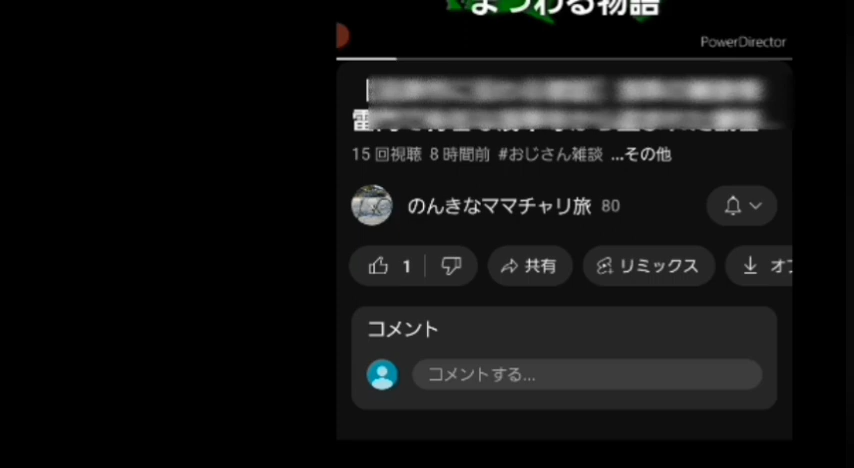 まつわる物語
PowerDirector
15 回視聴 8 時間前 #おじさん雑談 ...その他
のんきなママチャリ旅 80
1 共有 リミックス オフ
コメント
コメントする...